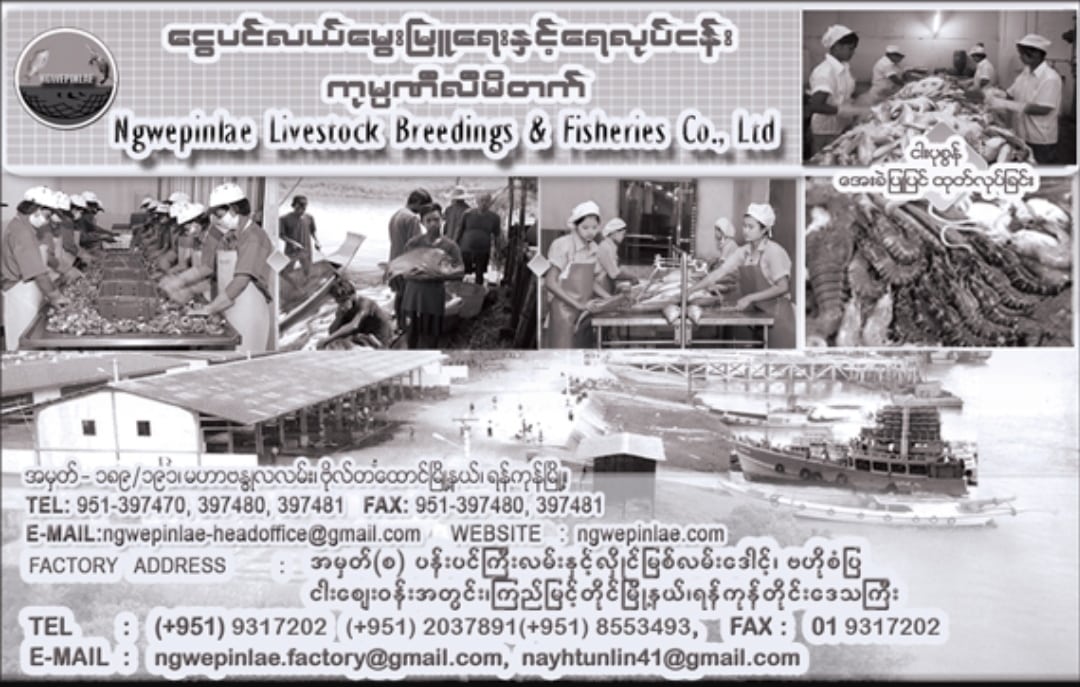 NGWEPINLAE
ငွေပင်လယ်မွေးမြူရေးနှင့်ရေလုပ်ငန်း
ကုမ္ပဏီလီမိတက်
Ngwepinlae Livestock Breedings & Fisheries Co., Ltd
ငါးပုစွန်
အေးခဲပြုပြင် ထုတ်လုပ်ခြင်း
အမှတ် - ၁၈၉/၁၉၁၊ မဟာဗန္ဓုလလမ်း၊ ဗိုလ်တထောင်မြို့နယ်၊ ရန်ကုန်မြို့။
TEL: 951-397470, 397480, 397481 FAX: 951-397480, 397481
E-MAIL:ngwepinlae-headoffice@gmail.com WEBSITE : ngwepinlae.com
FACTORY ADDRESS : အမှတ်(စ) ပန်းပင်ကြီးလမ်းနှင့်လှိုင်မြစ်လမ်းဒေါင့်၊ ဗဟိုစံပြ
ငါးဈေးဝန်းအတွင်း၊ကြည်မြင့်တိုင်မြို့နယ်၊ရန်ကုန်တိုင်းဒေသကြီး
TEL : (+951) 9317202 (+951) 2037891(+951) 8553493, FAX : 01 9317202
E-MAIL : ngwepinlae.factory@gmail.com, nayhtunlin41@gmail.com